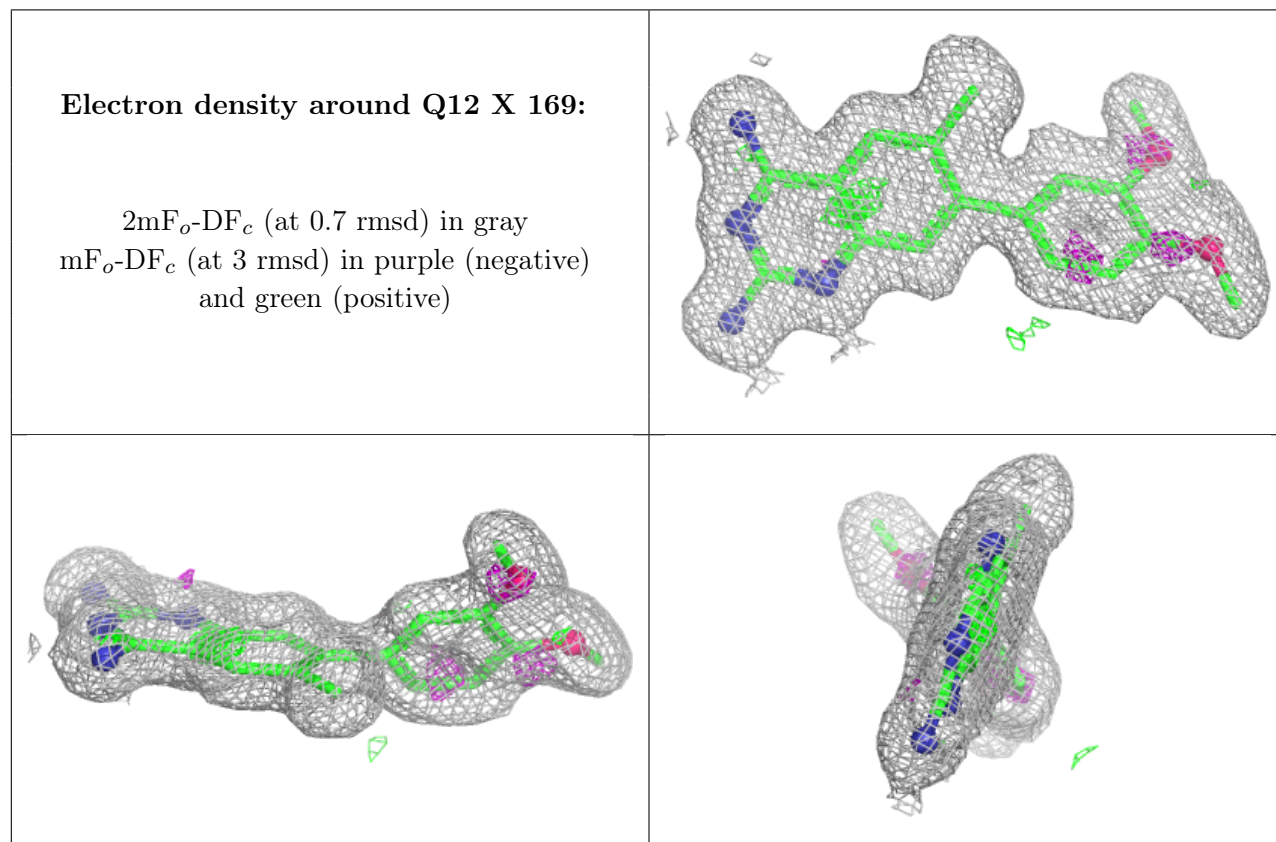 Electron density around Q12 X 169:
2mFₒ-DF𝑐 (at 0.7 rmsd) in gray
mFₒ-DF𝑐 (at 3 rmsd) in purple (negative)
and green (positive)